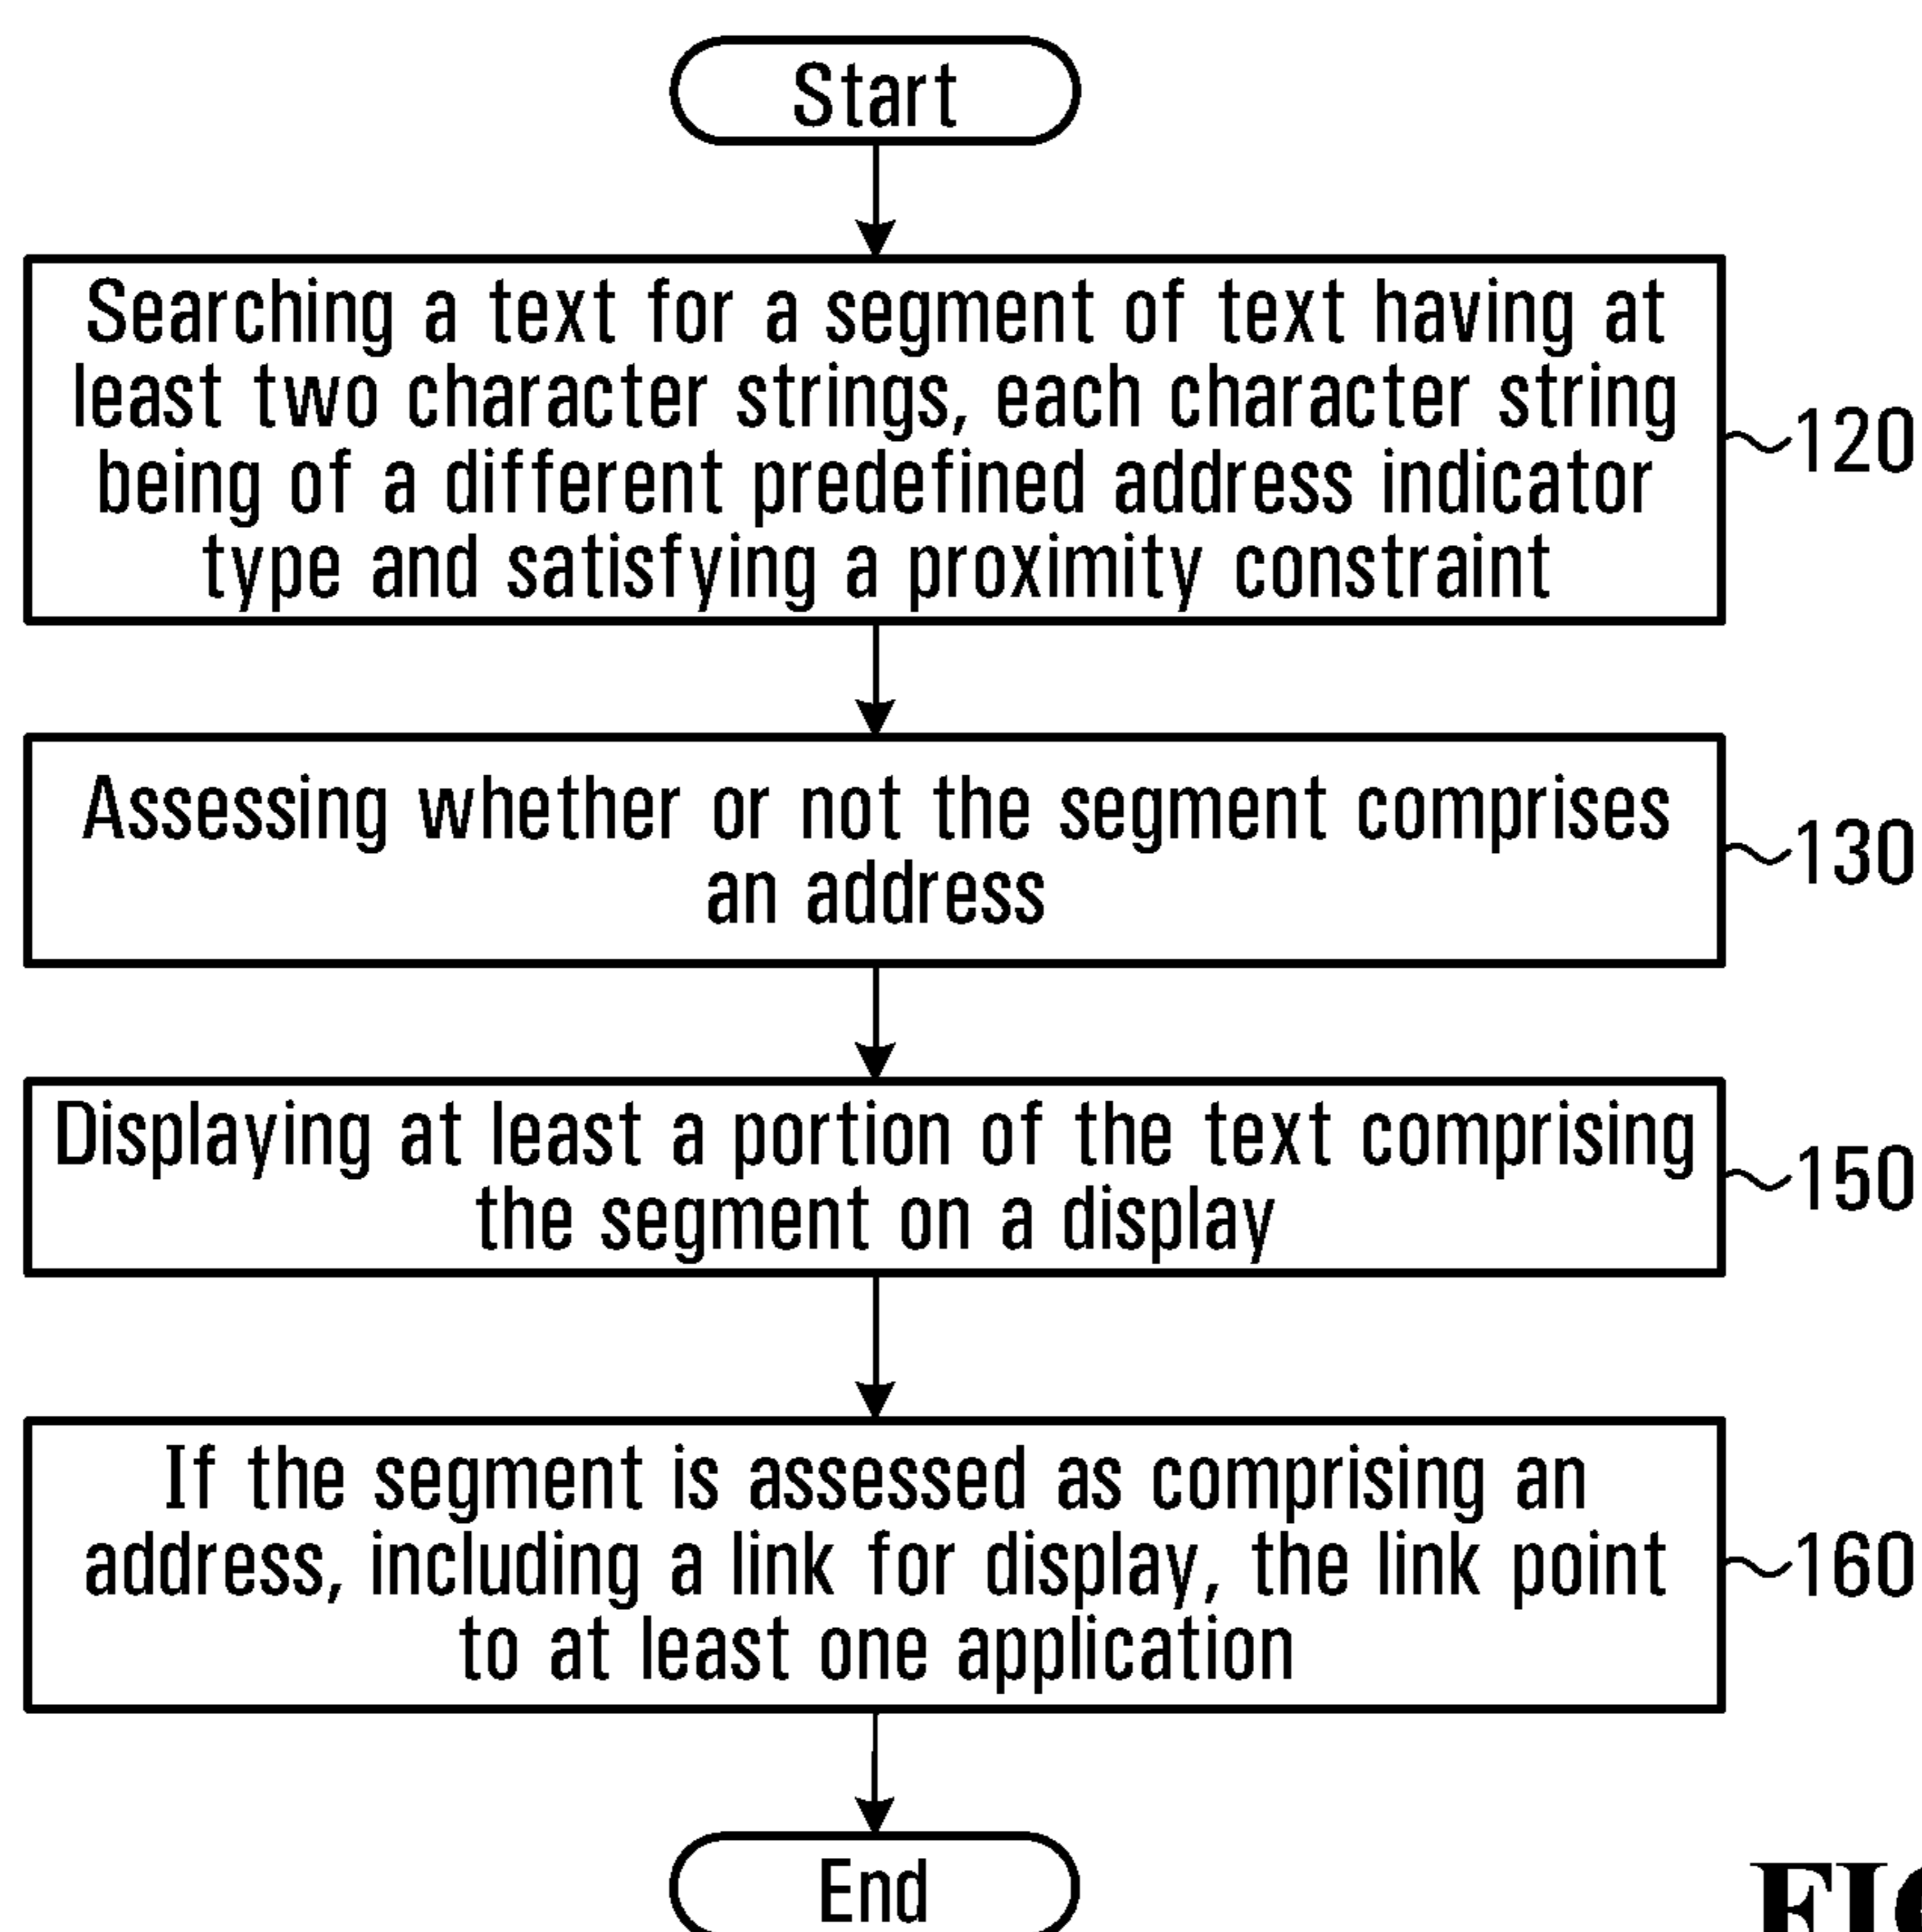 Start
Searching a text for a segment of text having at
least two character strings, each character string
being of a different predefined address indicator
type and satisfying a proximity constraint
120
Assessing whether or not the segment comprises
an address
130
Displaying at least a portion of the text comprising
the segment on a display
150
If the segment is assessed as comprising an
address, including a link for display, the link point
to at least one application
160
End